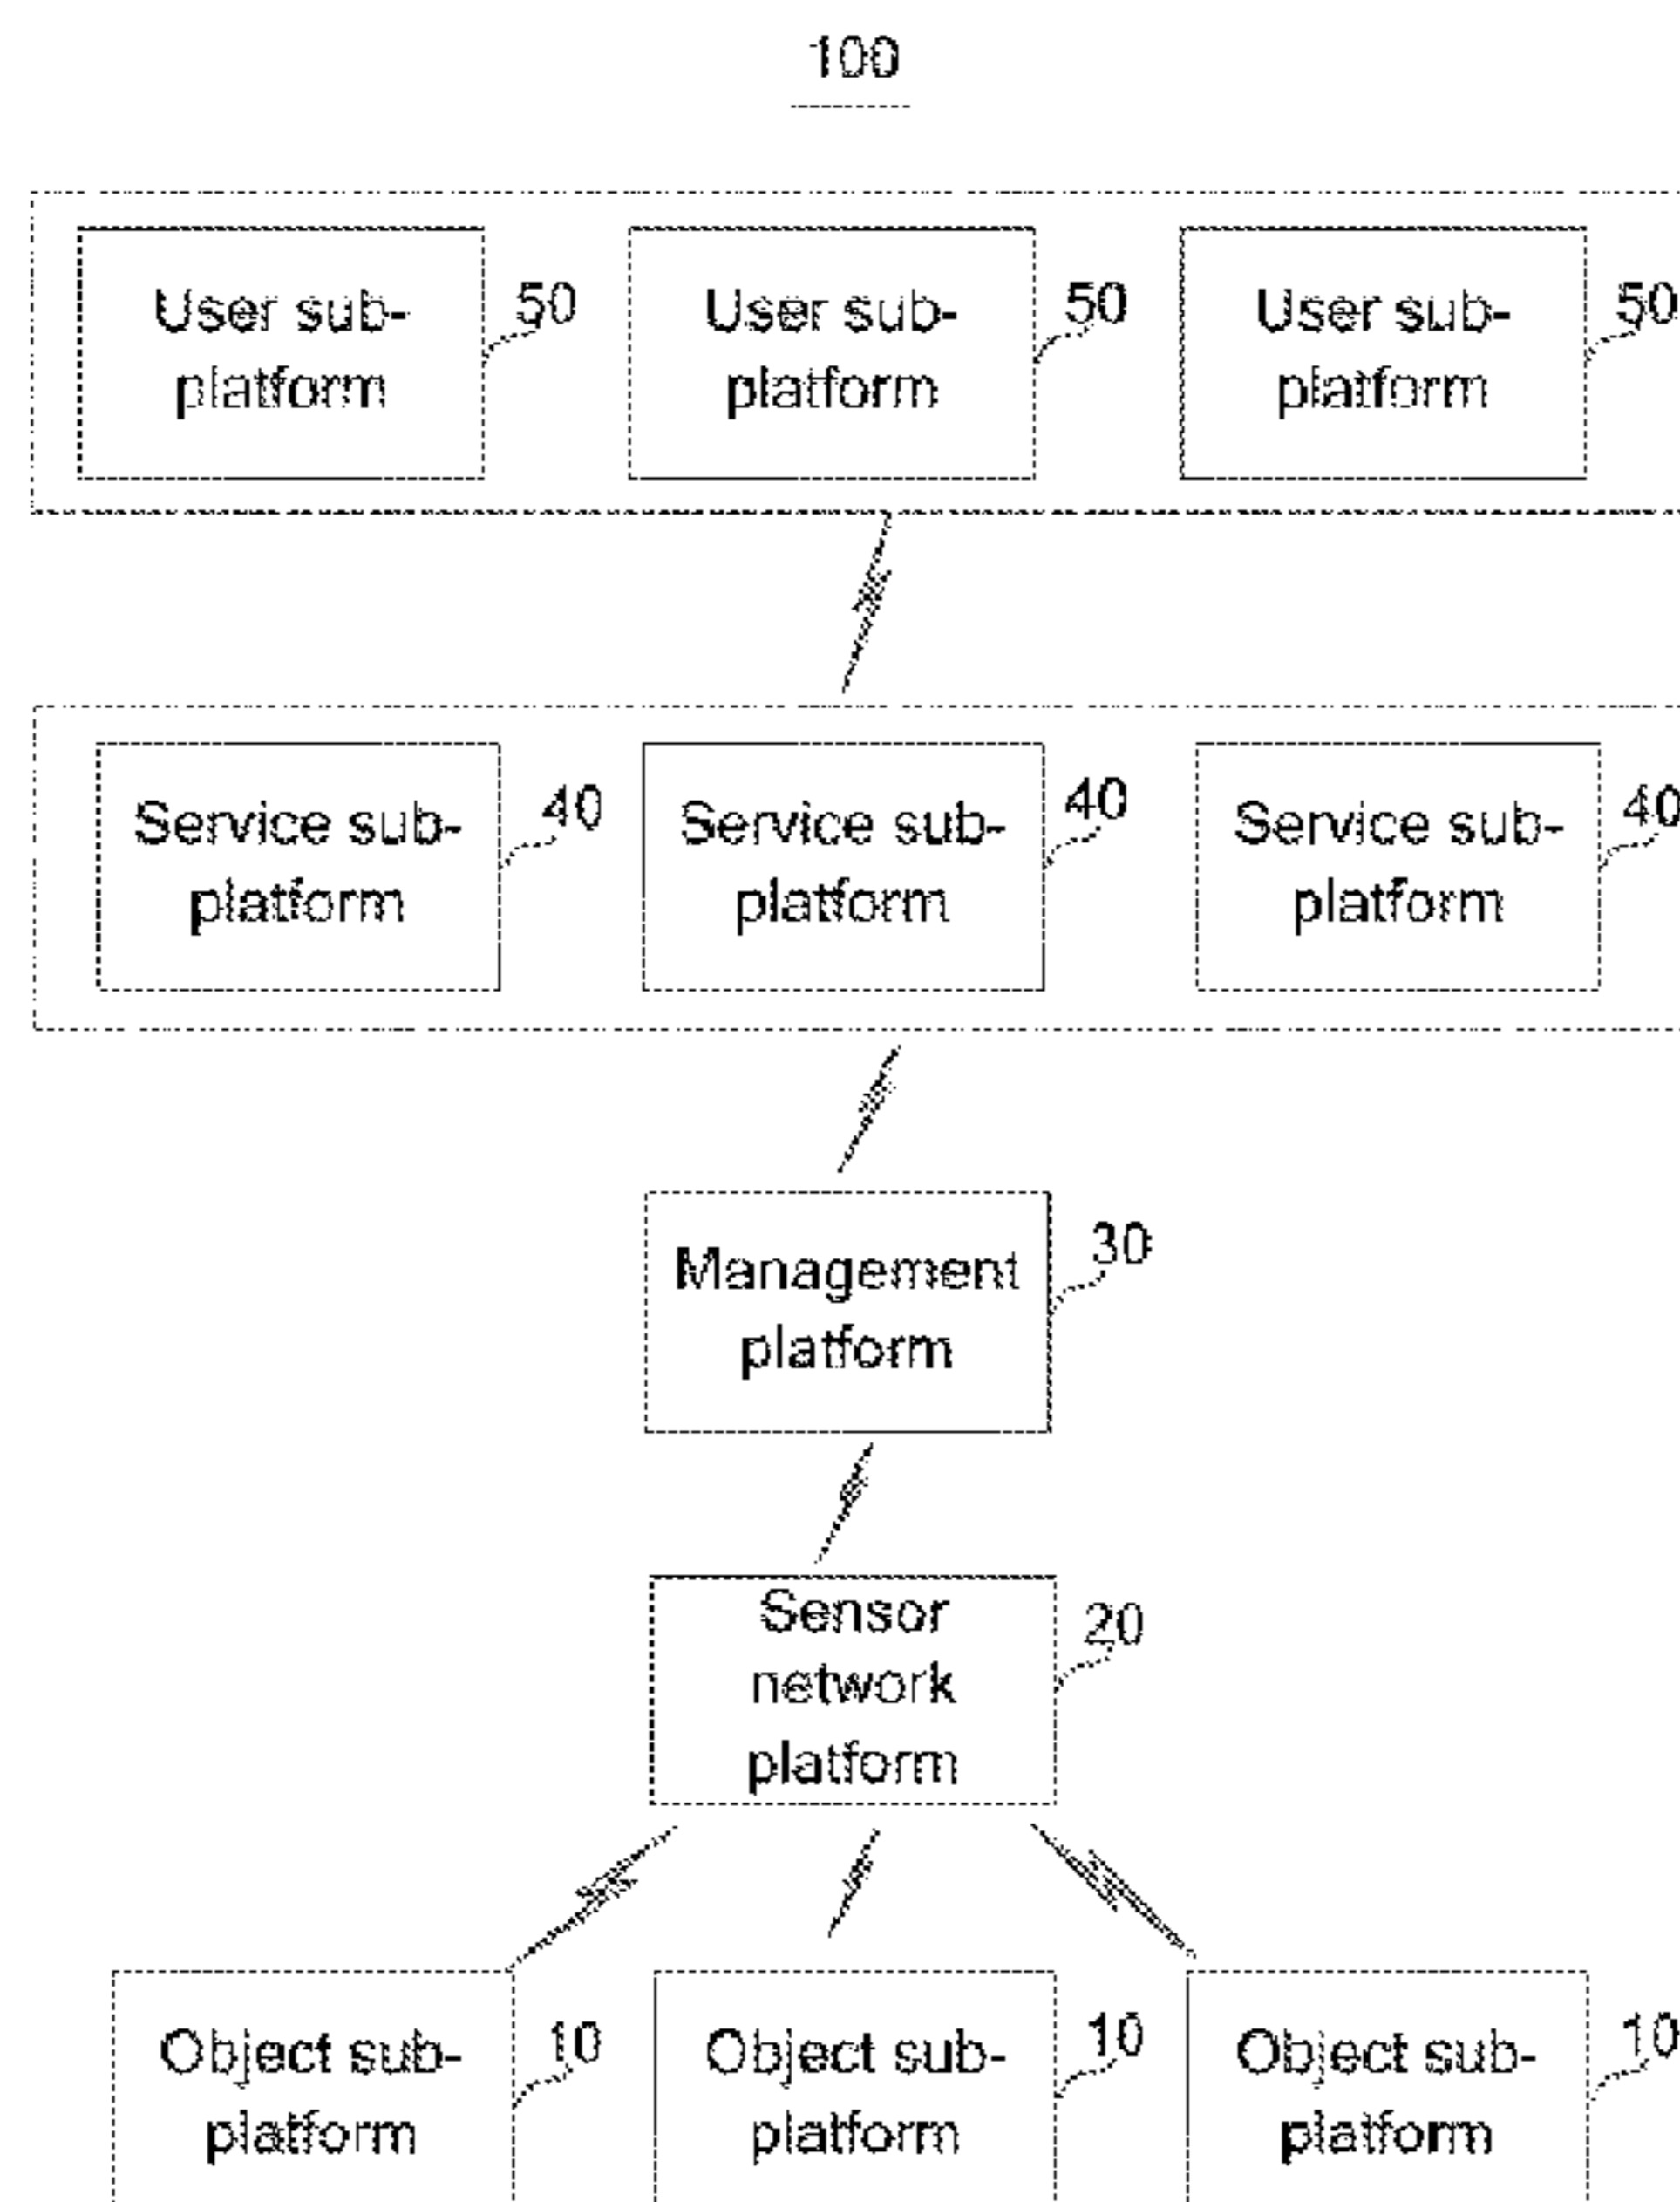 100
User sub-
platform
50
User sub-
platform
50
User sub-
platform
50
Service sub-
platform
40
Service sub-
platform
40
Service sub-
platform
40
Management
platform
30
Sensor
network
platform
20
Object sub-
platform
10
Object sub-
platform
10
Object sub-
platform
10